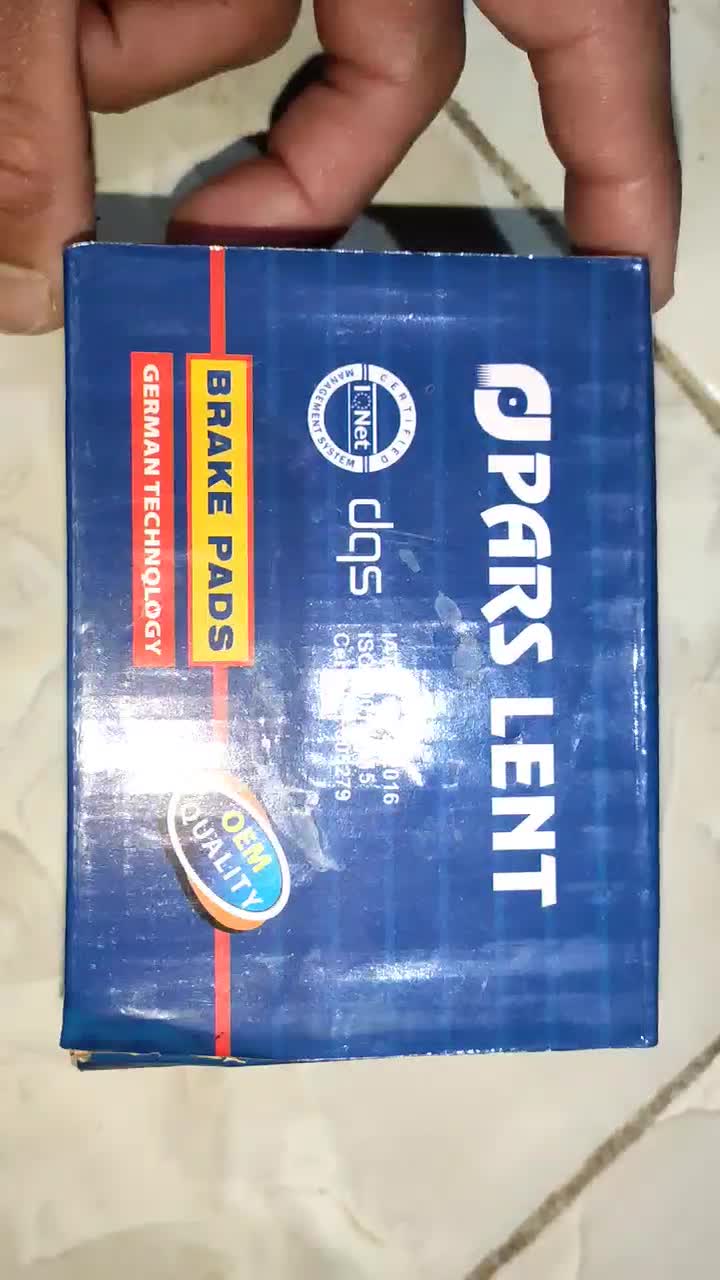 PARS LENT
CERTIFIED
IQNet
MANAGEMENT SYSTEM
dqs
BRAKE PADS
GERMAN TECHNOLOGY
OEM
QUALITY